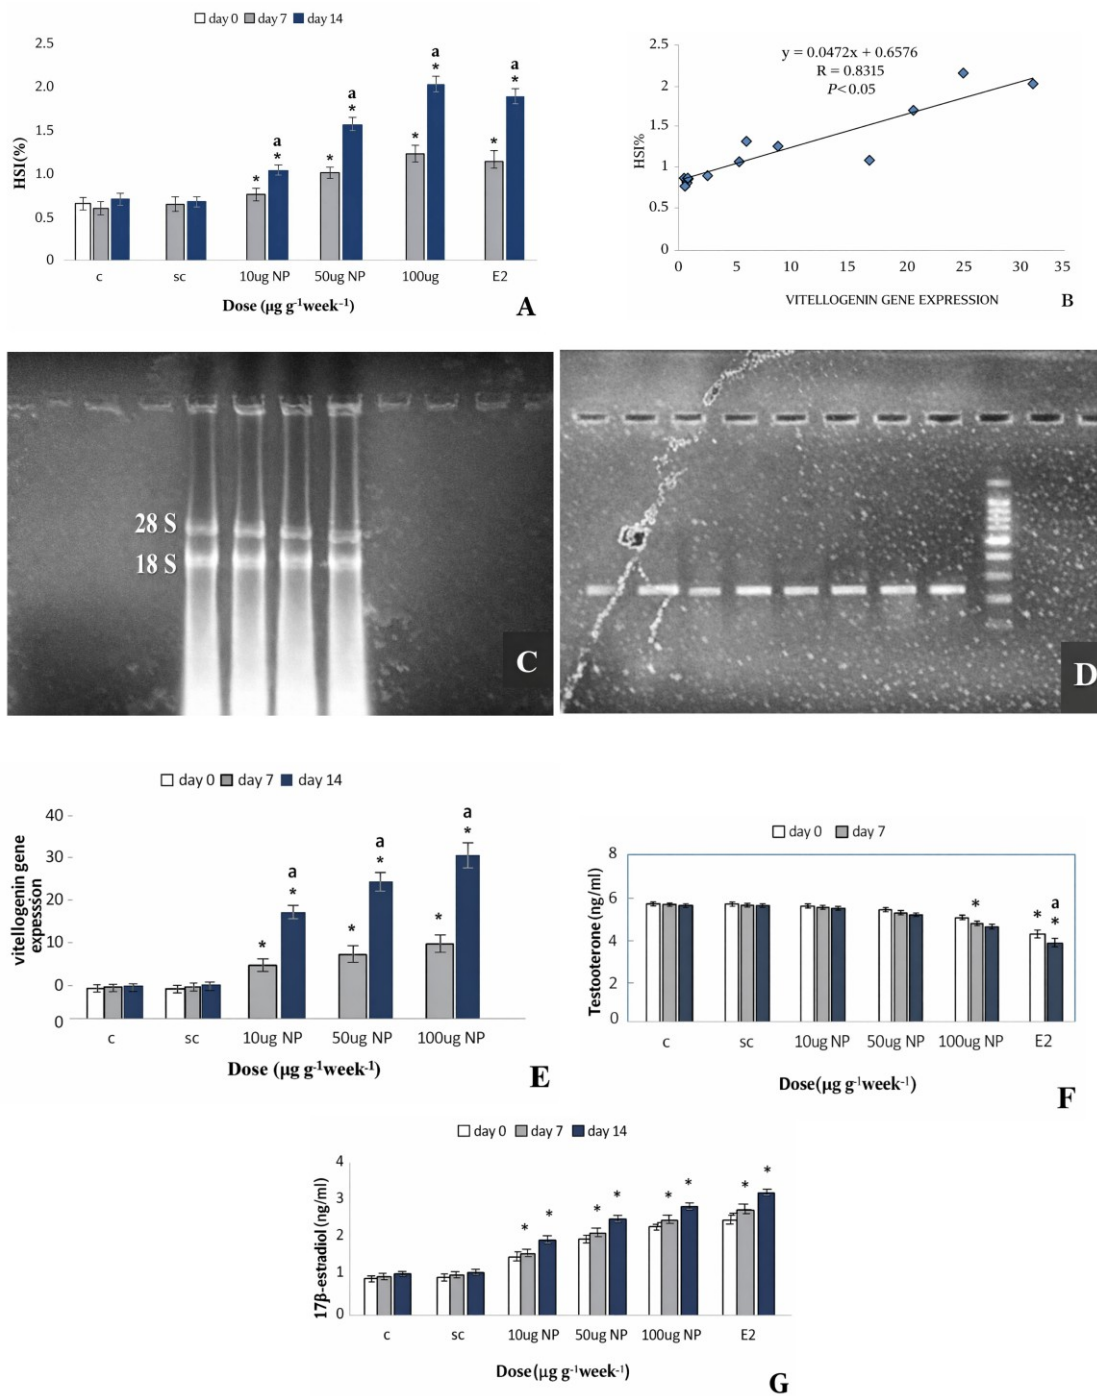 day 0 day 7 day 14
2.5
2.0
1.5
1.0
0.5
0
HSI(%)
* a * * a * * a * * a *
c sc 10ug NP 50ug NP 100ug E2
Dose (µg g-1week-1)
A
y = 0.0472x + 0.6576
R = 0.8315
P<0.05
2.5
2
1.5
1
0.5
0
HSI%
0 5 10 15 20 25 30 35
VITELLOGENIN GENE EXPRESSION
B
28 S
18 S
C
D
day 0 day 7 day 14
40
30
20
10
0
0
vitellogenin gene
expession
* a * * a * * a *
c sc 10ug NP 50ug NP 100ug NP
Dose (µg g-1week-1)
E
day 0 day 7
8
6
4
2
0
Testooterone (ng/ml)
* * a *
c sc 10ug NP 50ug NP 100ug NP E2
Dose(µg g-1week-1)
F
day 0 day 7 day 14
4
3
2
1
0
17β-estradiol (ng/ml)
* * * * * * * *
c sc 10ug NP 50ug NP 100ug NP E2
Dose(µg g-1week-1)
G